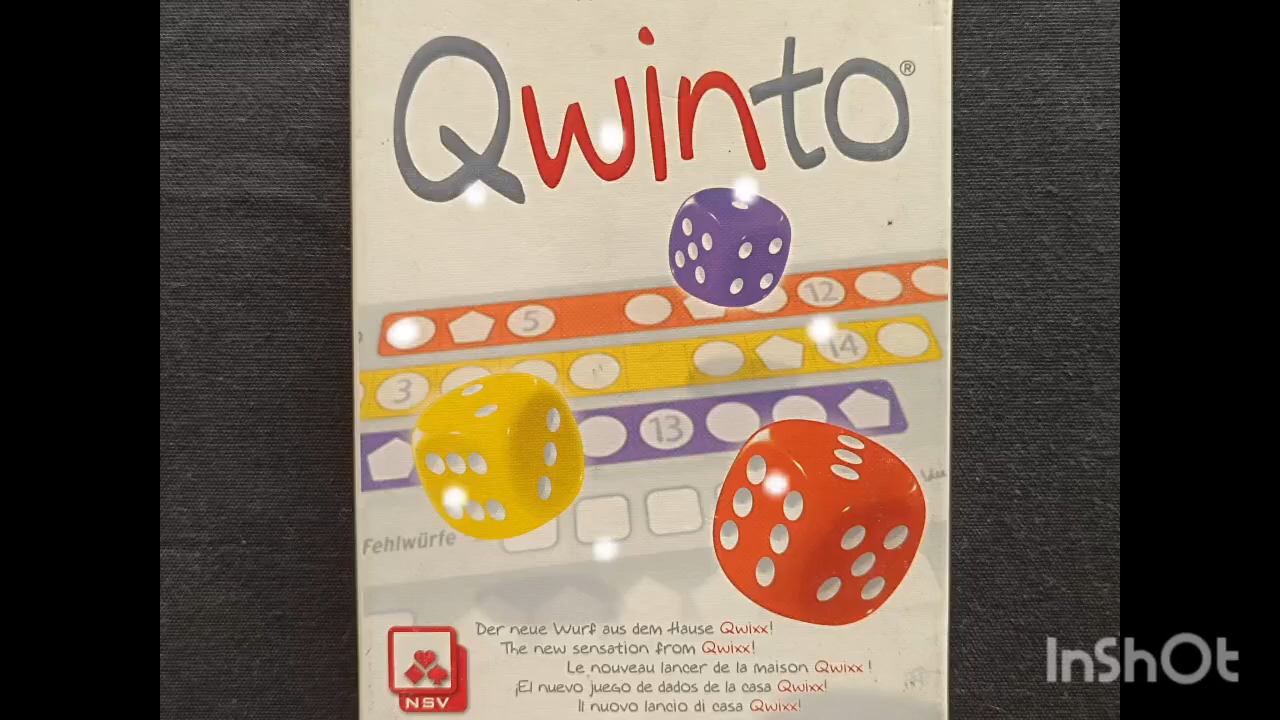 Qwinto®
5
12
3
14
13
Fehlwürfe
Der neue Wurf aus dem Hause Qwixx!
The new sensation from Qwixx!
Le nouveau lancer de la maison Qwixx !
¡El nuevo juego de dados de la casa Qwixx!
Il nuovo lancio di casa Qwixx!
NSV
InShOt